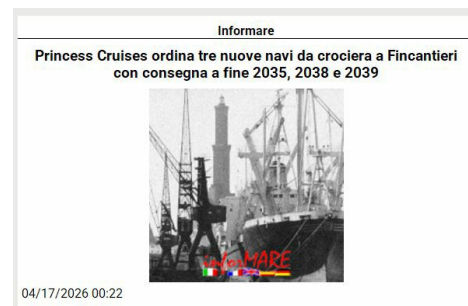 Informare
Princess Cruises ordina tre nuove navi da crociera a Fincantieri
con consegna a fine 2035, 2038 e 2039
inforMARE
04/17/2026 00:22